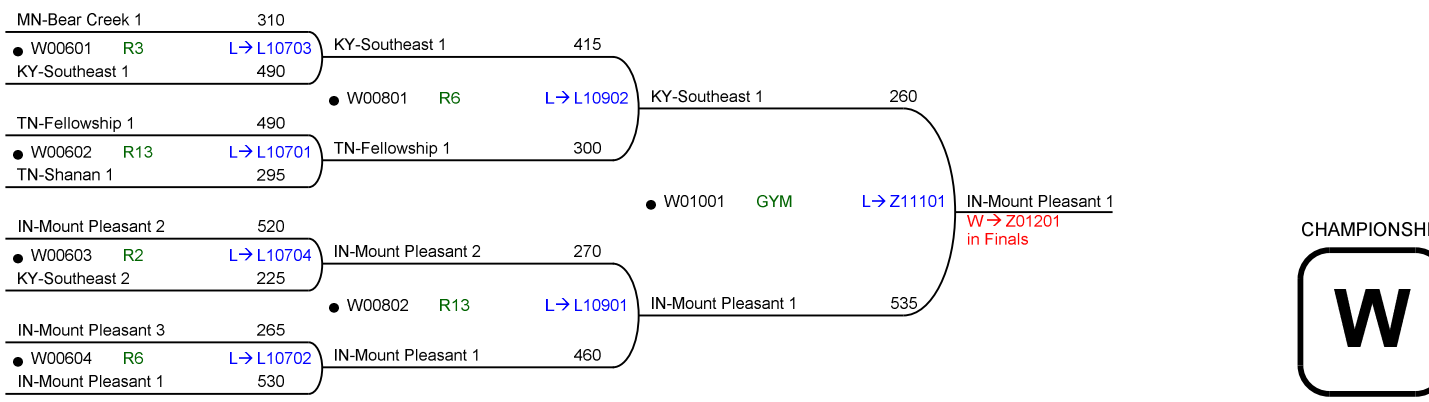 MN-Bear Creek 1 310
● W00601 R3 L→ L10703
KY-Southeast 1 490
TN-Fellowship 1 490
● W00602 R13 L→ L10701
TN-Shanan 1 295
IN-Mount Pleasant 2 520
● W00603 R2 L→ L10704
KY-Southeast 2 225
IN-Mount Pleasant 3 265
● W00604 R6 L→ L10702
IN-Mount Pleasant 1 530
KY-Southeast 1 415
● W00801 R6 L→ L10902
TN-Fellowship 1 300
IN-Mount Pleasant 2 270
● W00802 R13 L→ L10901
IN-Mount Pleasant 1 460
KY-Southeast 1 260
● W01001 GYM L→ Z11101
IN-Mount Pleasant 1 535
IN-Mount Pleasant 1
W→ Z01201
in Finals
CHAMPIONSHI
W